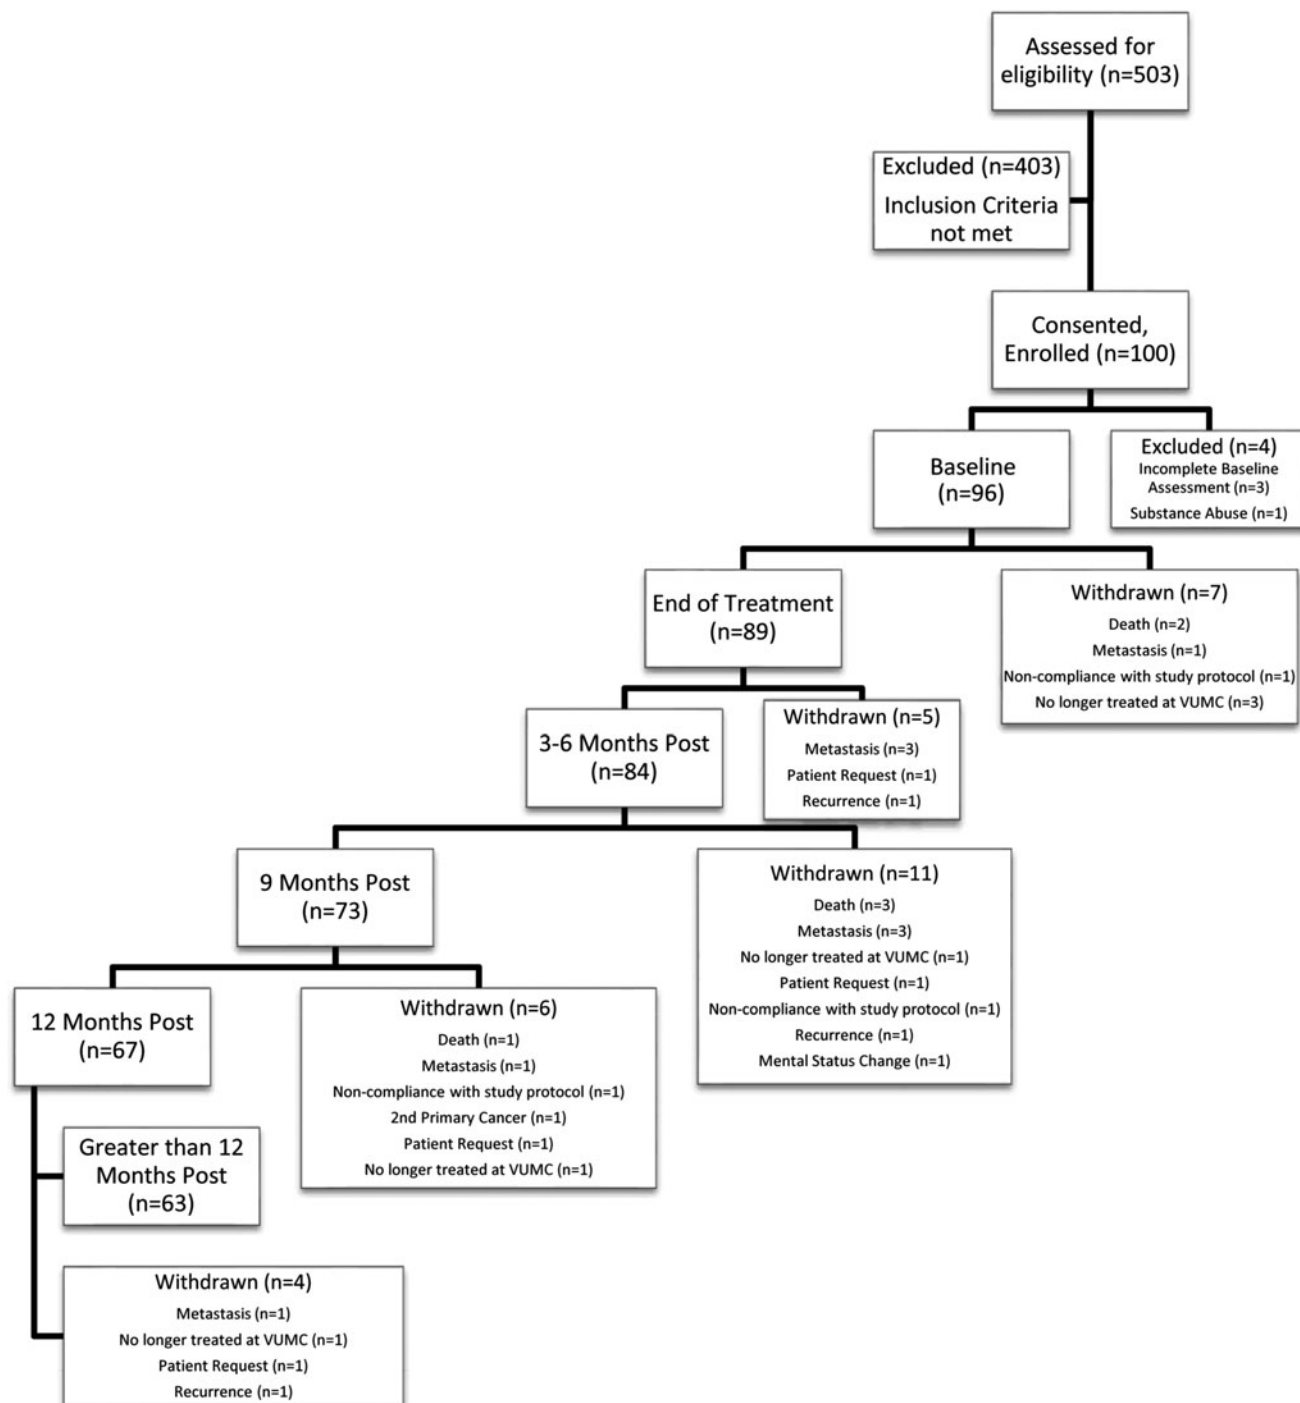 Assessed for
eligibility (n=503)
Excluded (n=403)
Inclusion Criteria
not met
Consented,
Enrolled (n=100)
Baseline
(n=96)
Excluded (n=4)
Incomplete Baseline
Assessment (n=3)
Substance Abuse (n=1)
End of Treatment
(n=89)
Withdrawn (n=7)
Death (n=2)
Metastasis (n=1)
Non-compliance with study protocol (n=1)
No longer treated at VUMC (n=3)
3-6 Months Post
(n=84)
Withdrawn (n=5)
Metastasis (n=3)
Patient Request (n=1)
Recurrence (n=1)
9 Months Post
(n=73)
Withdrawn (n=11)
Death (n=3)
Metastasis (n=3)
No longer treated at VUMC (n=1)
Patient Request (n=1)
Non-compliance with study protocol (n=1)
Recurrence (n=1)
Mental Status Change (n=1)
12 Months Post
(n=67)
Withdrawn (n=6)
Death (n=1)
Metastasis (n=1)
Non-compliance with study protocol (n=1)
2nd Primary Cancer (n=1)
Patient Request (n=1)
No longer treated at VUMC (n=1)
Greater than 12
Months Post
(n=63)
Withdrawn (n=4)
Metastasis (n=1)
No longer treated at VUMC (n=1)
Patient Request (n=1)
Recurrence (n=1)